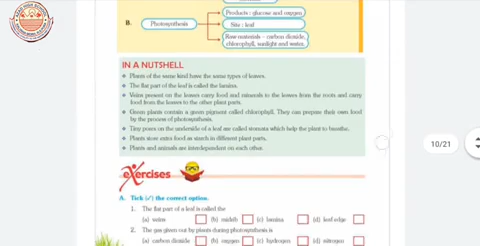 B.
Photosynthesis
Products : glucose and oxygen
Site : leaf
Raw materials – carbon dioxide,
chlorophyll, sunlight and water.
IN A NUTSHELL
Plants of the same kind have the same types of leaves.
The flat part of the leaf is called the lamina.
Veins present on the leaves carry food and minerals to the leaves from the roots and carry
food from the leaves to the other plant parts.
Green plants contain a green pigment called chlorophyll. They can prepare their own food
by the process of photosynthesis.
Tiny pores on the underside of a leaf are called stomata which help the plant to breathe.
Plants store extra food as starch in different plant parts.
Plants and animals are interdependent on each other.
10/21
exercises
A. Tick (✓) the correct option.
1. The flat part of a leaf is called the
(a) veins (b) midrib (c) lamina (d) leaf edge
2. The gas given out by plants during photosynthesis is
(a) carbon dioxide (b) oxygen (c) hydrogen (d) nitrogen